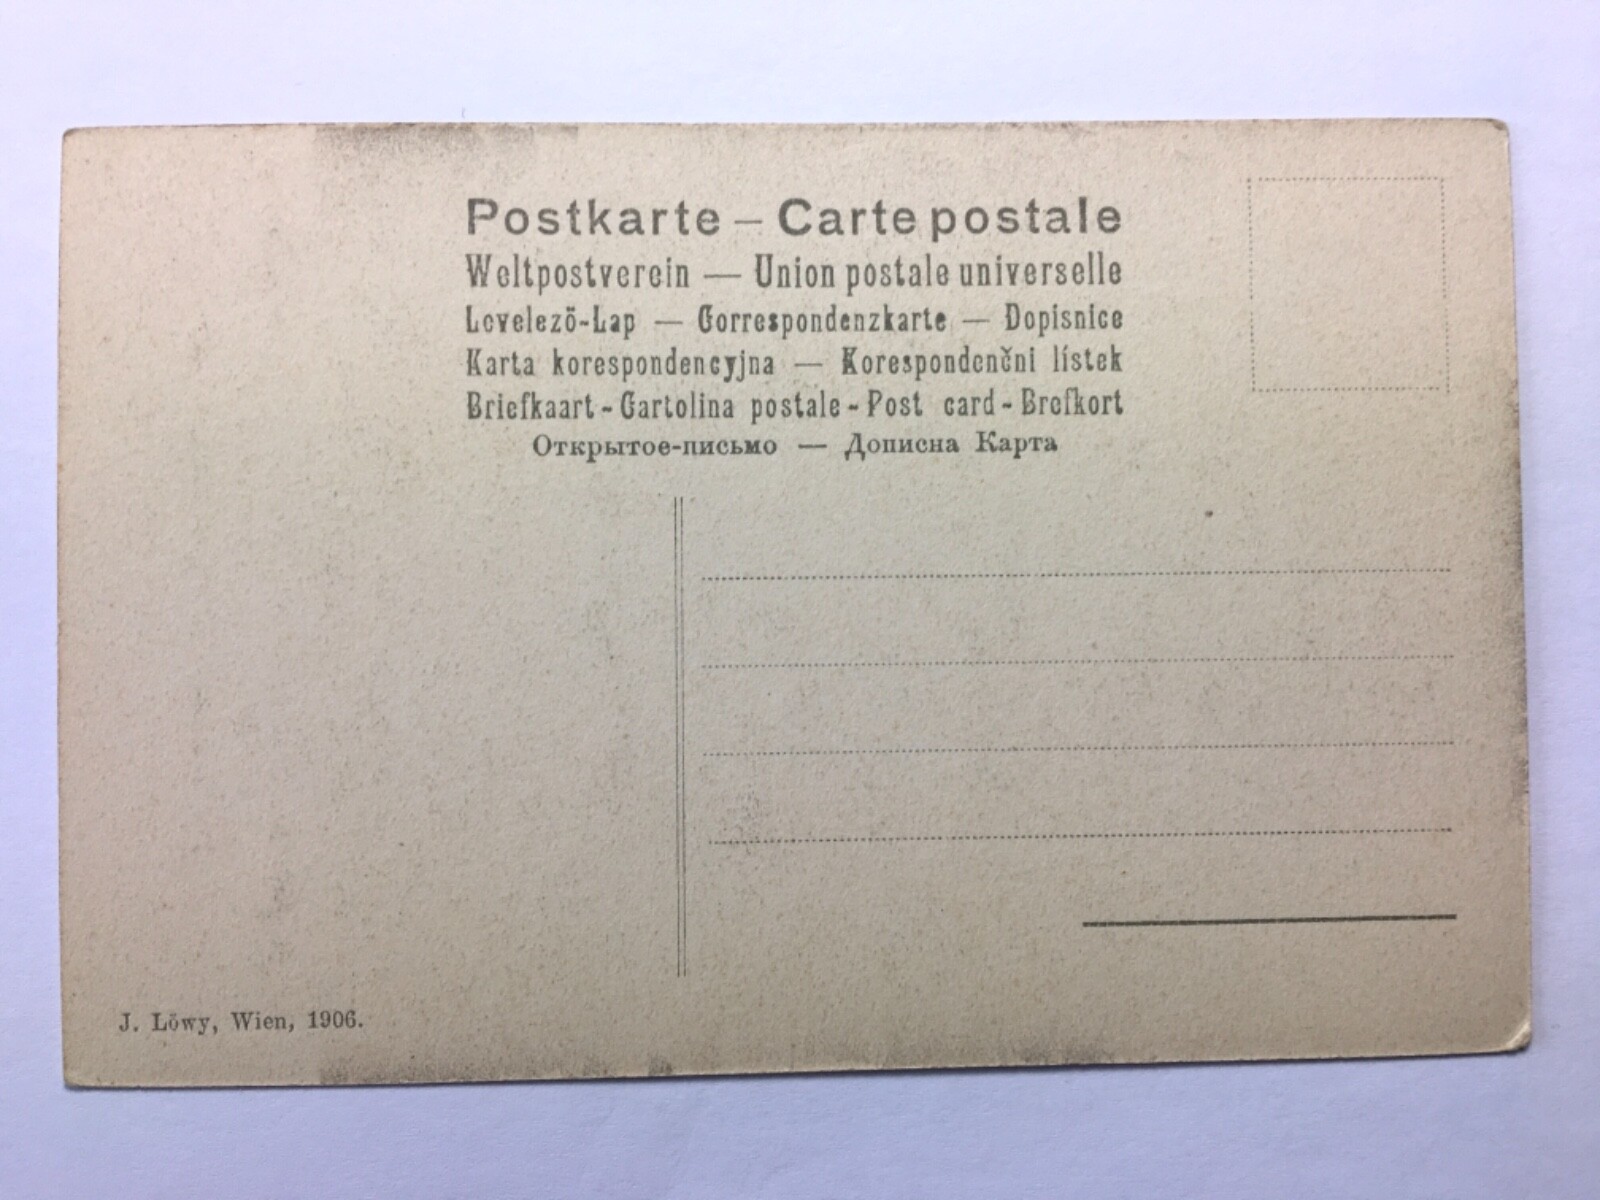 Postkarte – Carte postale
Weltpostverein — Union postale universelle
Levelező-Lap — Correspondenzkarte — Dopisnice
Karta korespondencyjna — Korespondenčni lístek
Briefkaart - Cartolina postale - Post card - Brefkort
Открытое-письмо — Дописна Карта
J. Löwy, Wien, 1906.